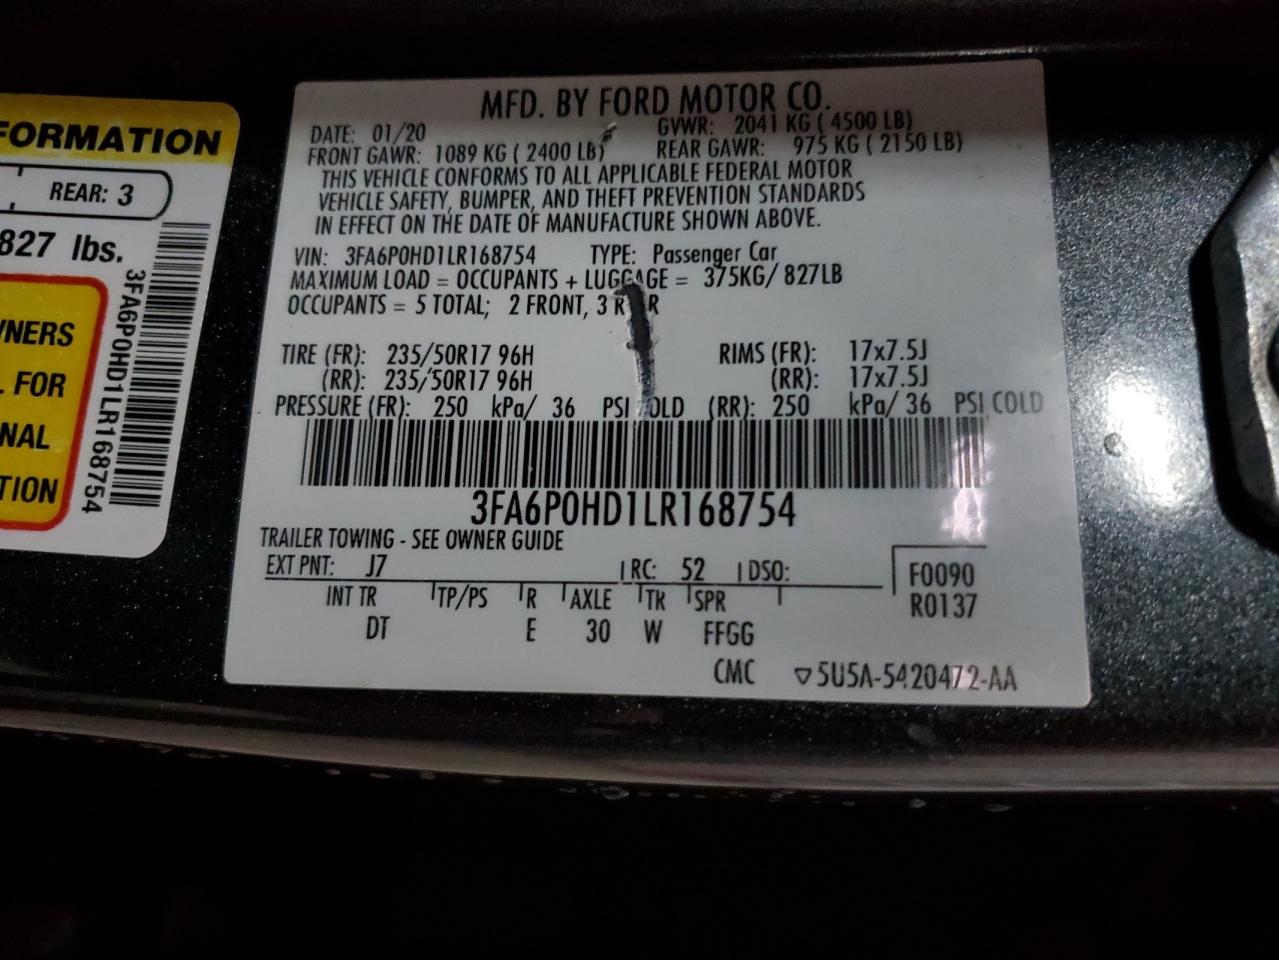 FORMATION
REAR: 3
827 lbs.
3FA6P0HD1LR168754
WNERS
FOR
NAL
TION
MFD. BY FORD MOTOR CO.
DATE: 01/20 GVWR: 2041 KG ( 4500 LB)
FRONT GAWR: 1089 KG ( 2400 LB) REAR GAWR: 975 KG ( 2150 LB)
THIS VEHICLE CONFORMS TO ALL APPLICABLE FEDERAL MOTOR
VEHICLE SAFETY, BUMPER, AND THEFT PREVENTION STANDARDS
IN EFFECT ON THE DATE OF MANUFACTURE SHOWN ABOVE.
VIN: 3FA6P0HD1LR168754 TYPE: Passenger Car
MAXIMUM LOAD = OCCUPANTS + LUGGAGE = 375KG/ 827LB
OCCUPANTS = 5 TOTAL; 2 FRONT, 3 REAR
TIRE (FR): 235/50R17 96H RIMS (FR): 17x7.5J
(RR): 235/50R17 96H (RR): 17x7.5J
PRESSURE (FR): 250 kPa/ 36 PSI COLD (RR): 250 kPa/ 36 PSI COLD
3FA6P0HD1LR168754
TRAILER TOWING - SEE OWNER GUIDE
EXT PNT: J7 RC: 52 DSO: F0090
INT TR TP/PS R AXLE TR SPR R0137
DT E 30 W FFGG
CMC ▽5U5A-5420472-AA